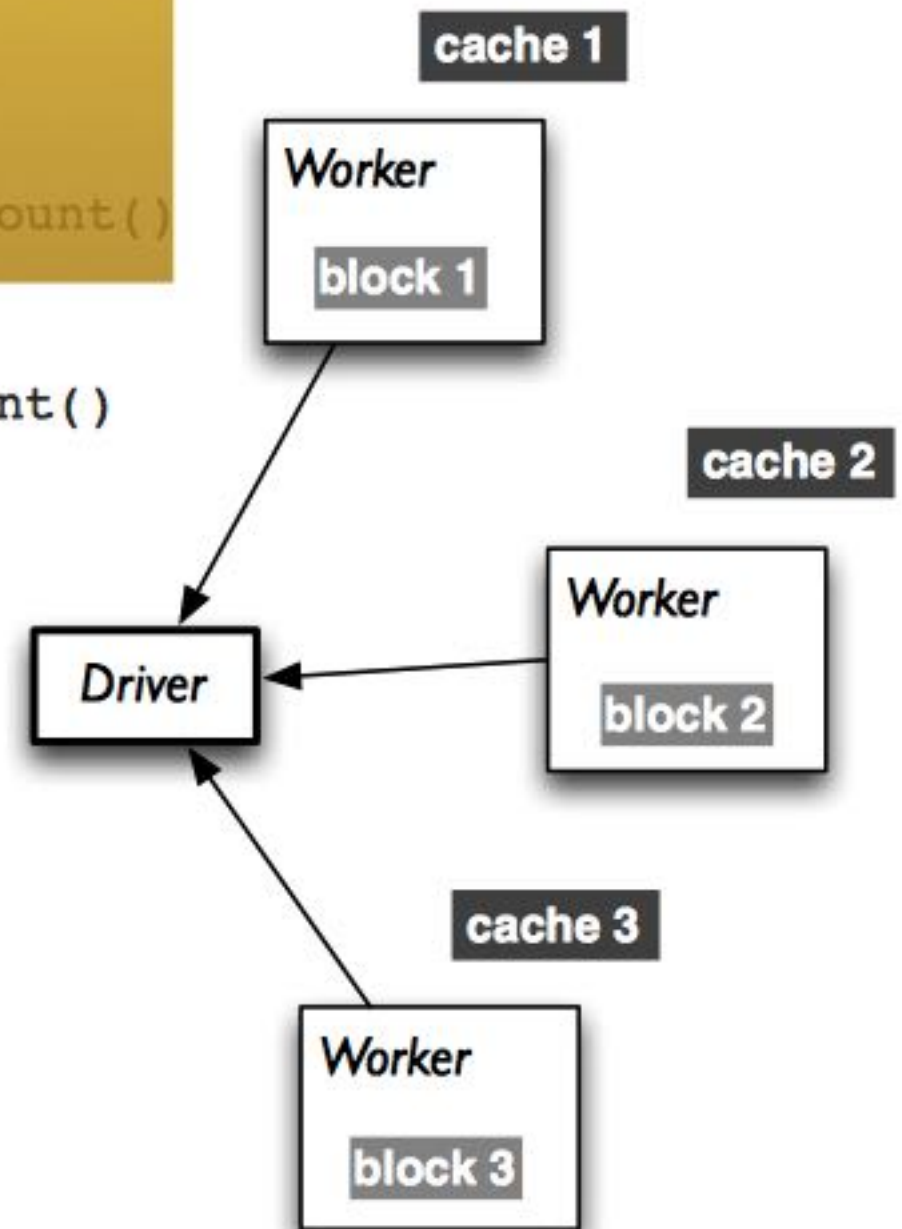 cache 1
Worker
block 1
ount()
nt()
cache 2
Worker
block 2
Driver
cache 3
Worker
block 3